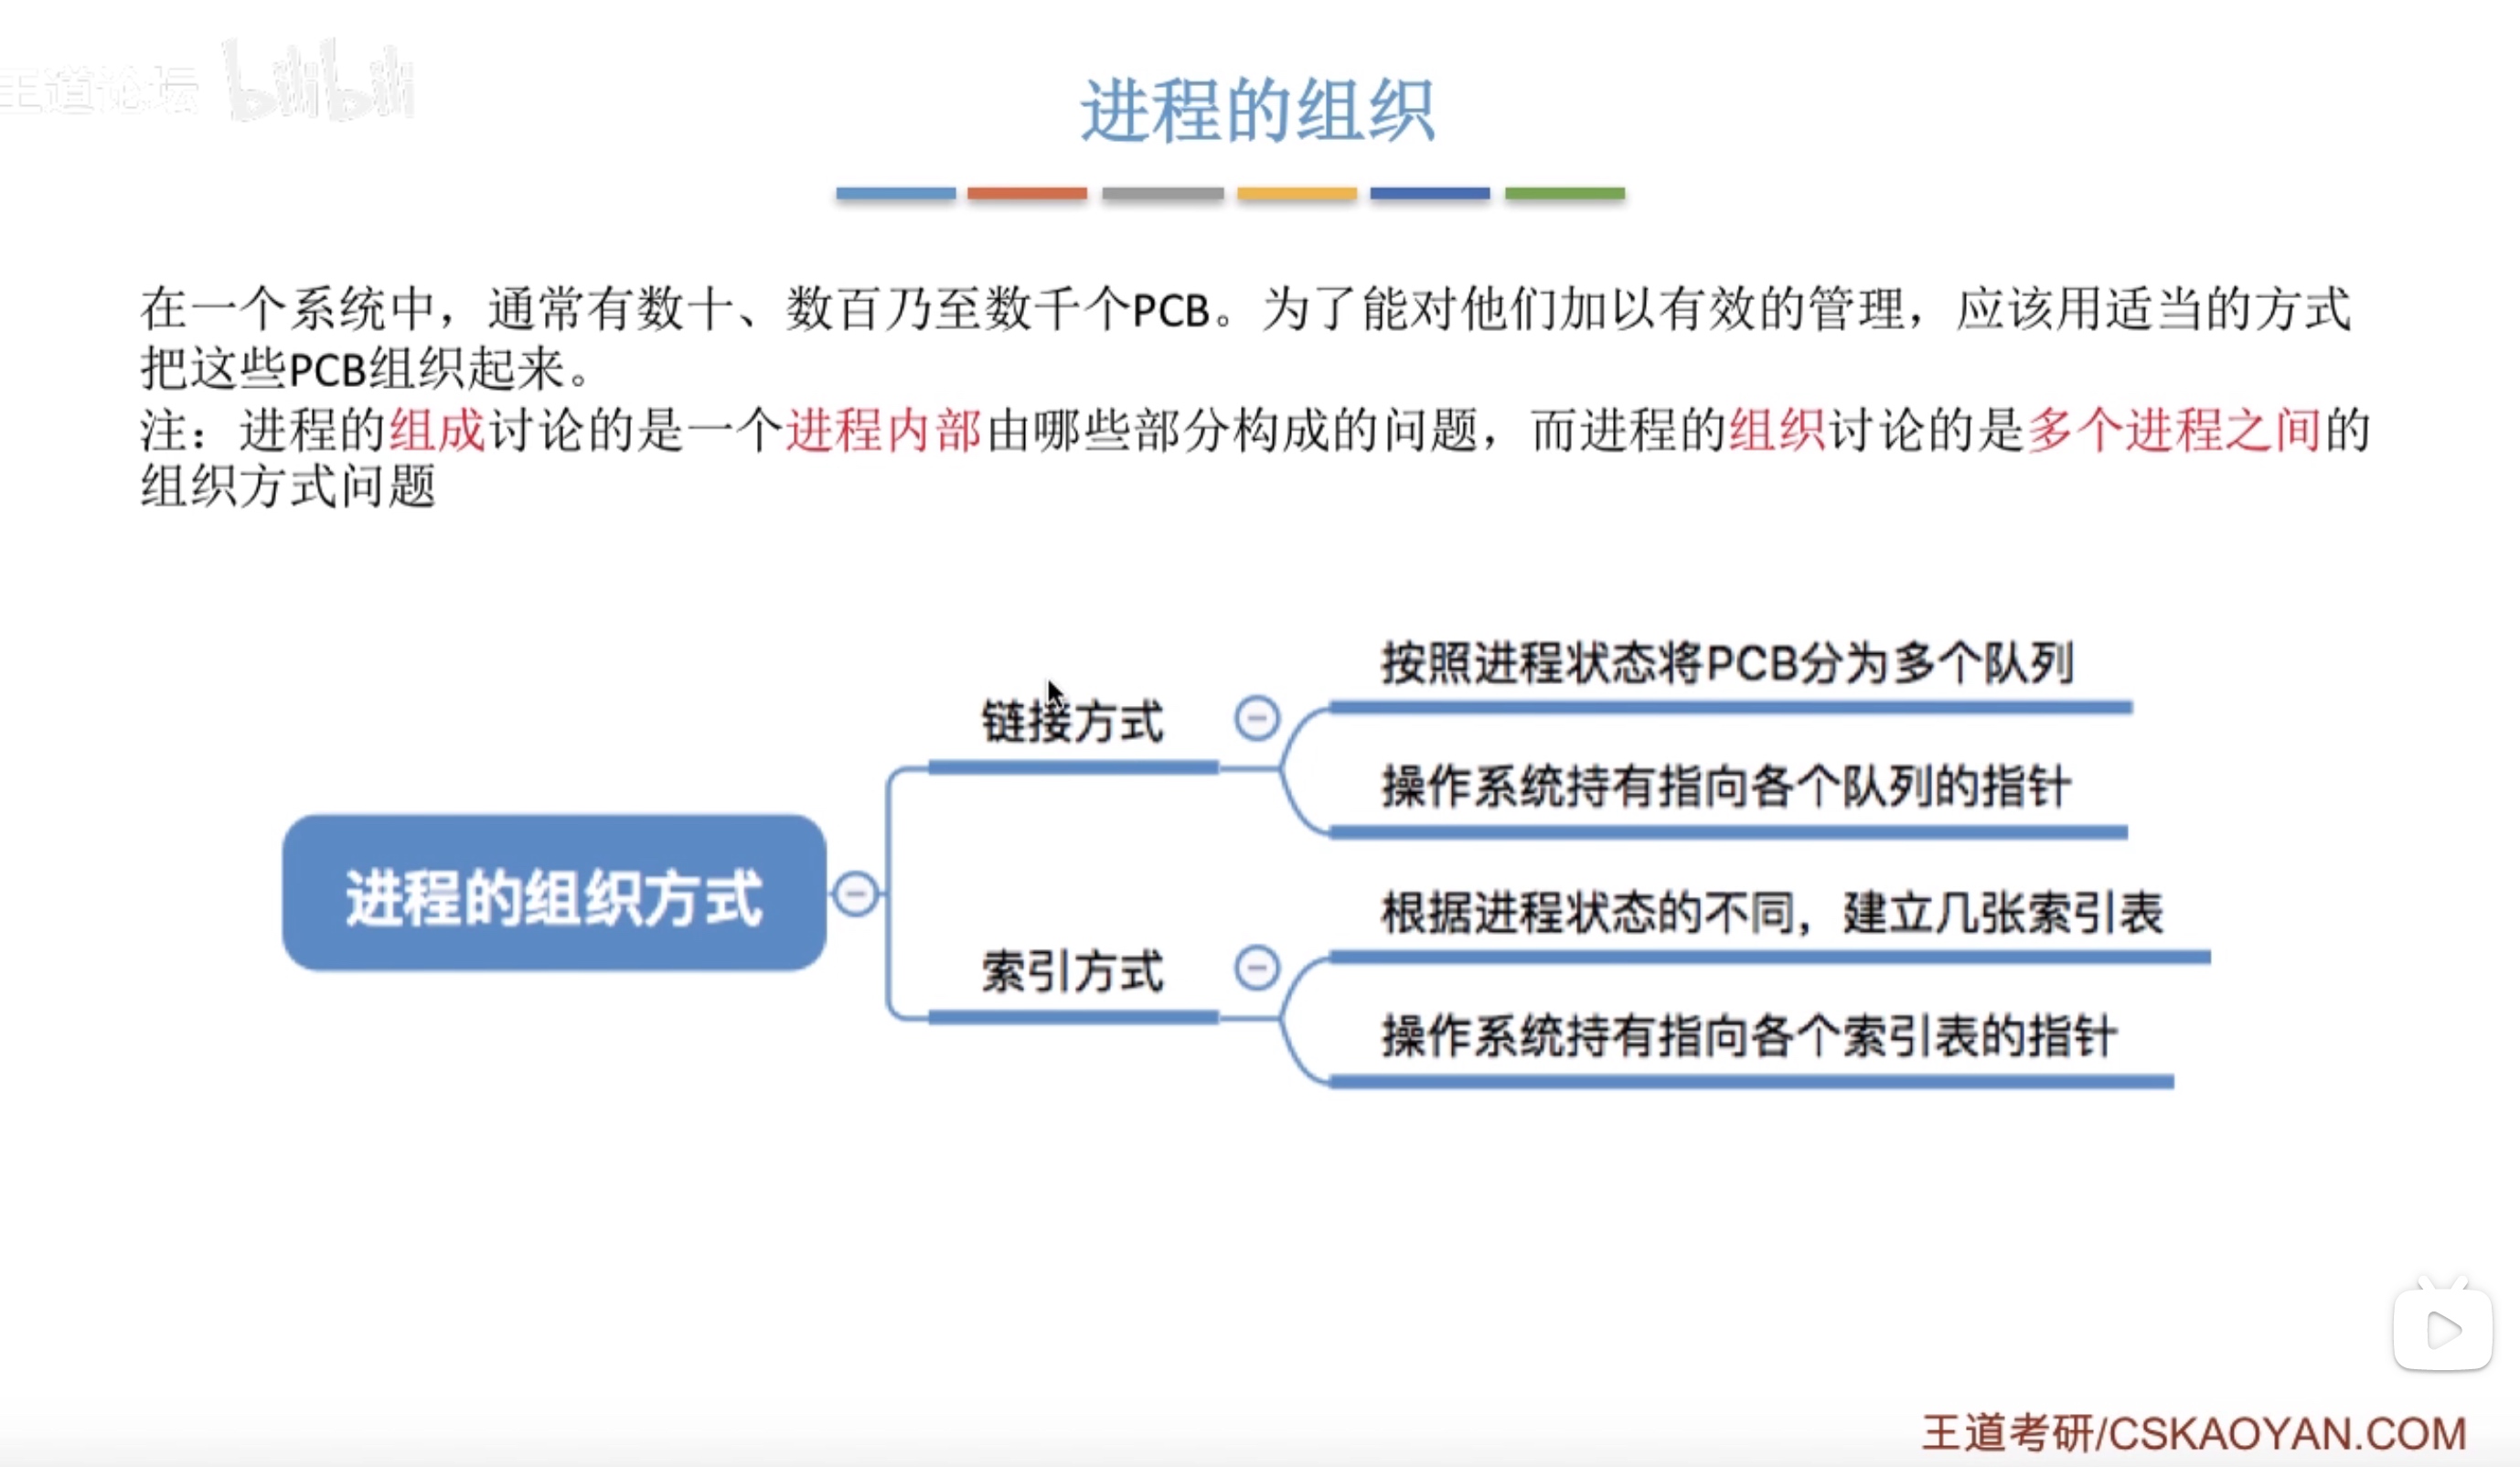 王道论坛 bilibili
进程的组织
在一个系统中，通常有数十、数百乃至数千个PCB。为了能对他们加以有效的管理，应该用适当的方式
把这些PCB组织起来。
注：进程的组成讨论的是一个进程内部由哪些部分构成的问题，而进程的组织讨论的是多个进程之间的
组织方式问题
进程的组织方式
链接方式
按照进程状态将PCB分为多个队列
操作系统持有指向各个队列的指针
索引方式
根据进程状态的不同，建立几张索引表
操作系统持有指向各个索引表的指针
王道考研/CSKAOYAN.COM